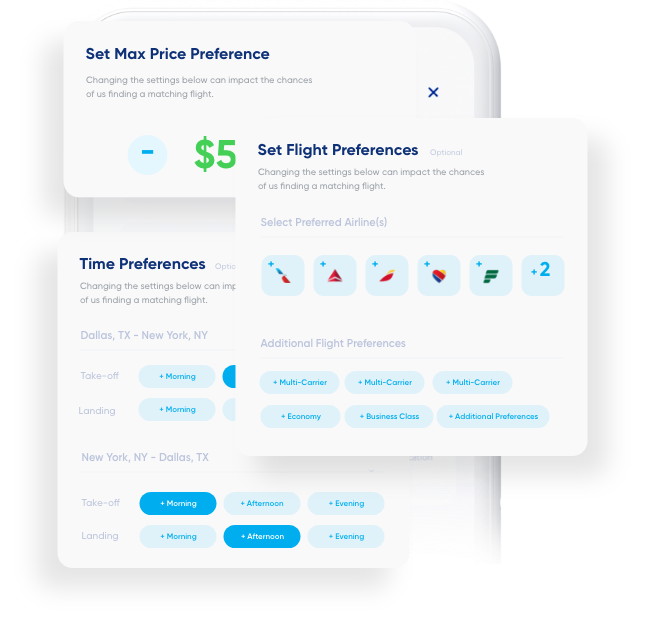 Set Max Price Preference
Changing the settings below can impact the chances
of us finding a matching flight.
×
-
$5
Set Flight Preferences Optional
Changing the settings below can impact the chances
of us finding a matching flight.
Select Preferred Airline(s)
+ + + + + +2
Additional Flight Preferences
+ Multi-Carrier + Multi-Carrier + Multi-Carrier
+ Economy + Business Class + Additional Preferences
Time Preferences Optio
Changing the settings below can imp
of us finding a matching flight.
Dallas, TX - New York, NY
Take-off + Morning
Landing + Morning
New York, NY - Dallas, TX
Take-off + Morning + Afternoon + Evening
Landing + Morning + Afternoon + Evening